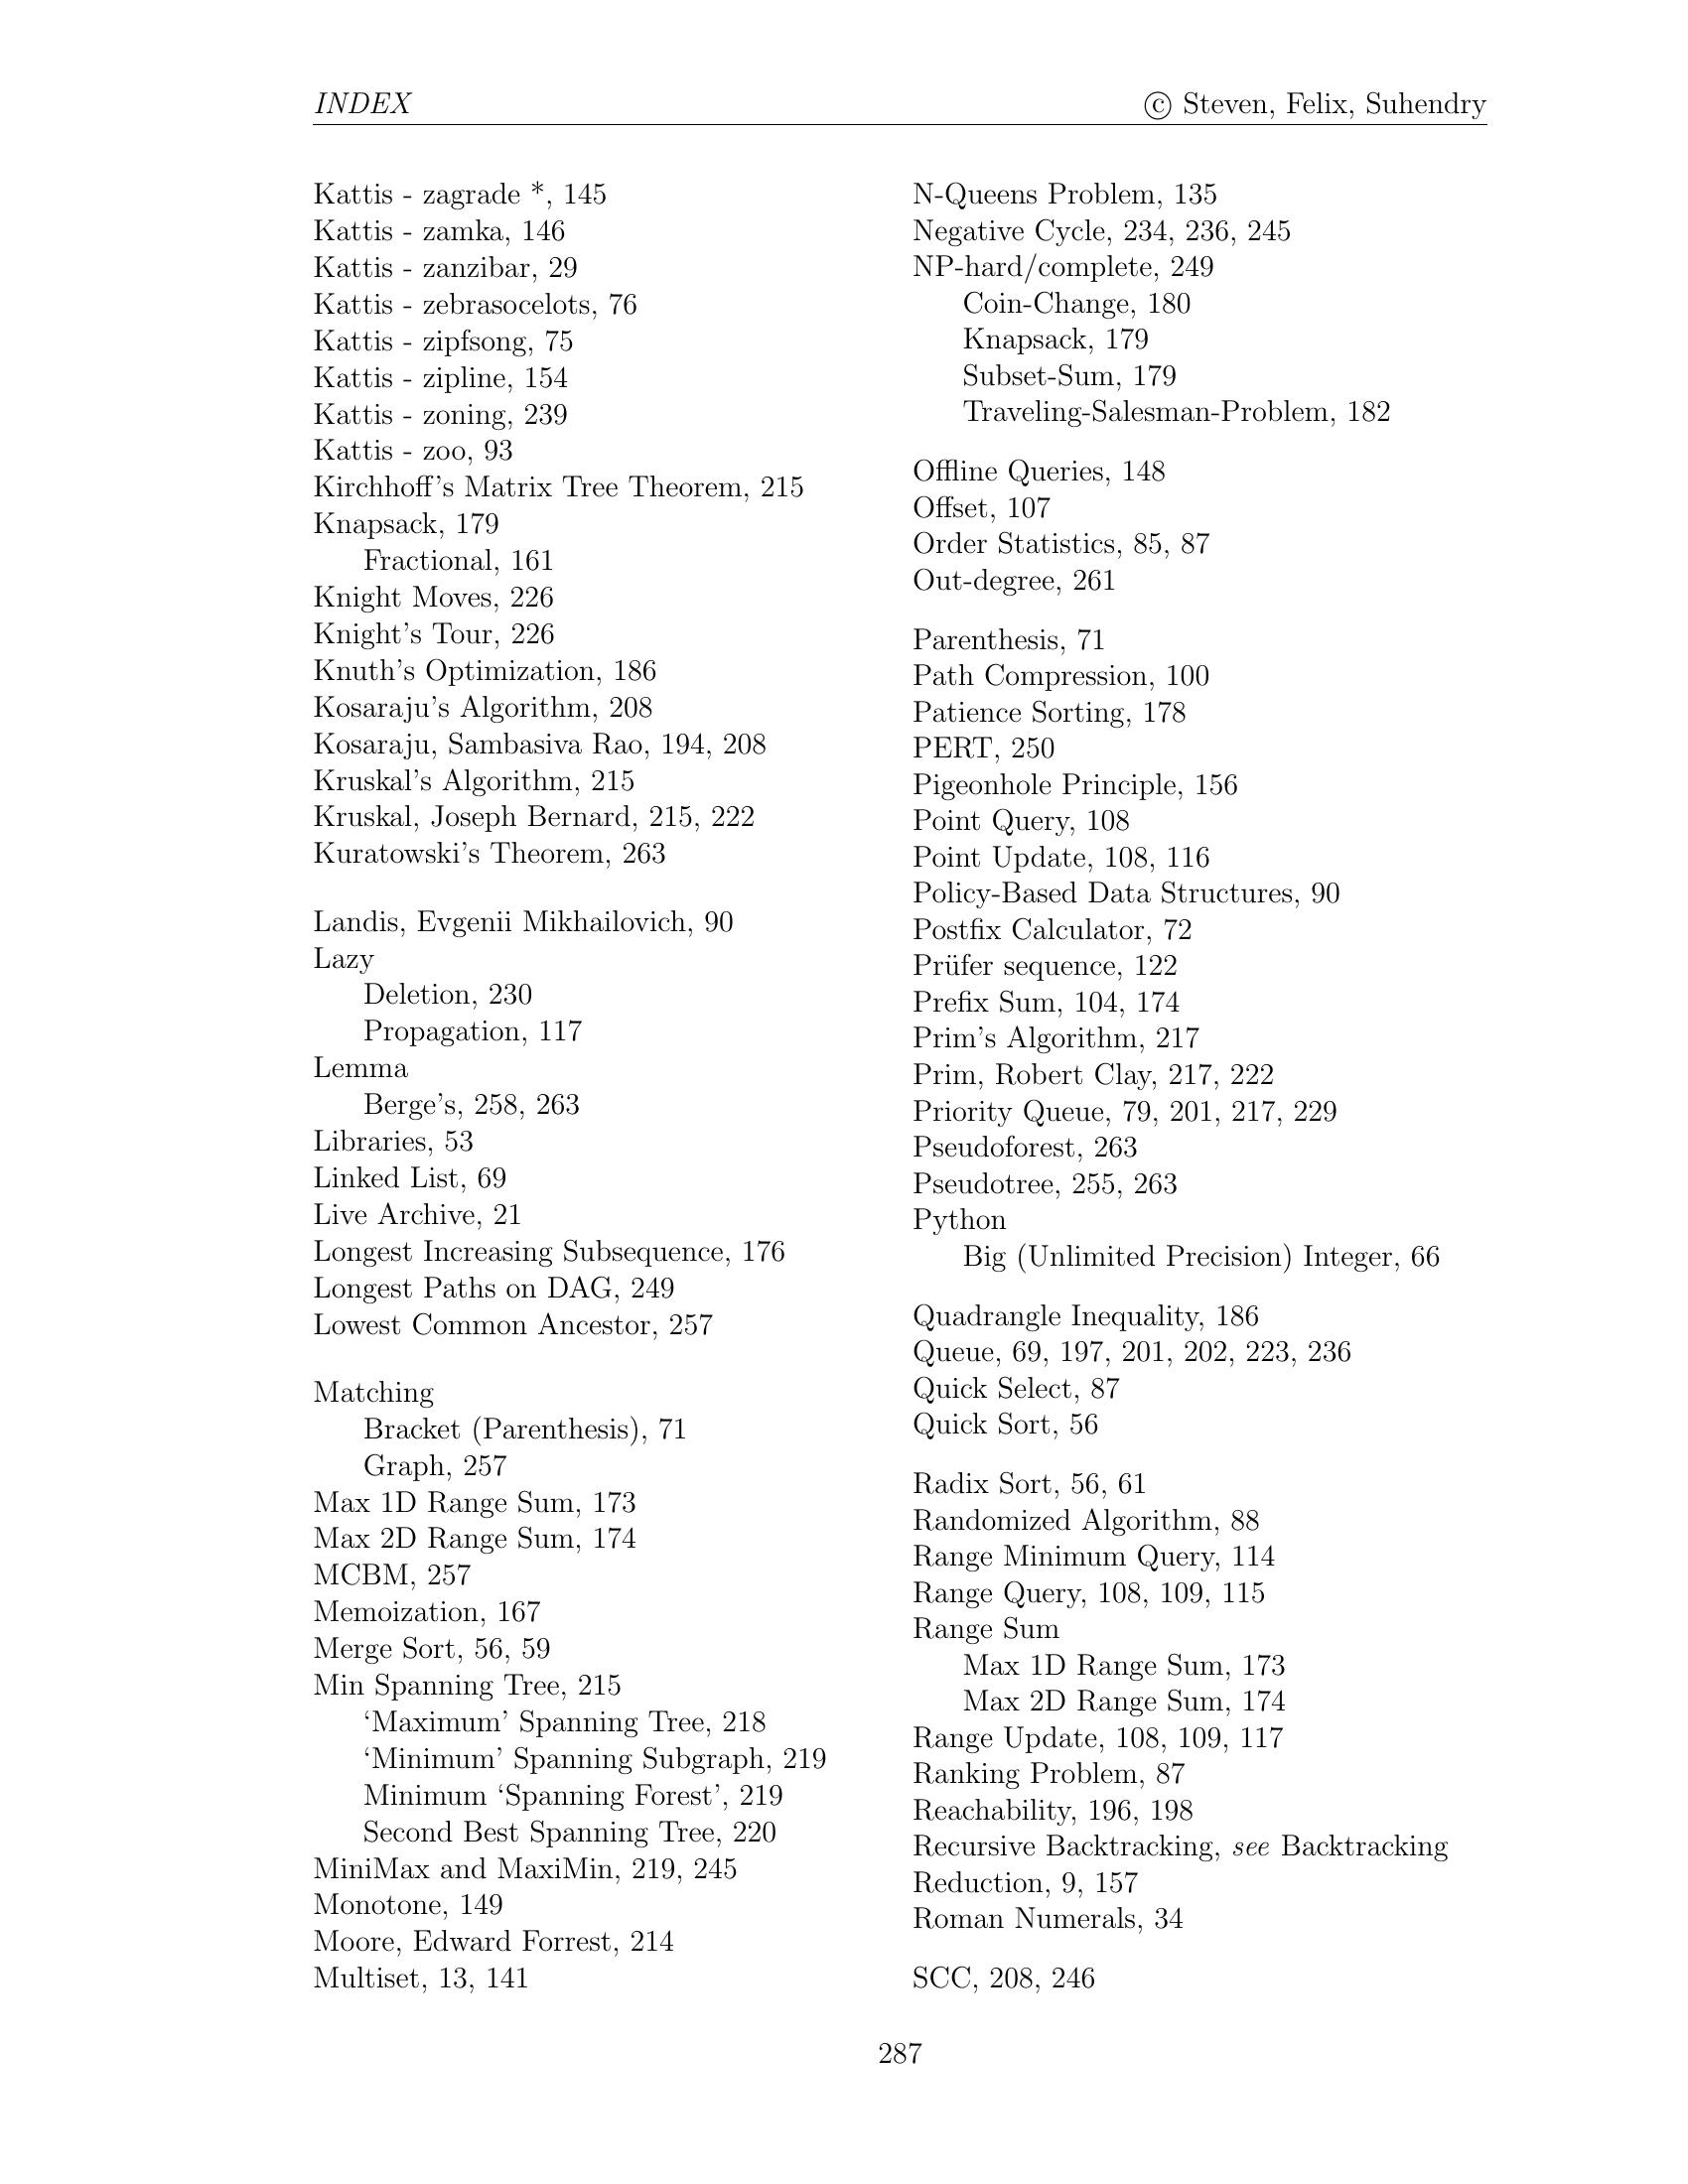 INDEX
© Steven, Felix, Suhendry
Kattis - zagrade *, 145
Kattis - zamka, 146
Kattis - zanzibar, 29
Kattis - zebrasocelots, 76
Kattis - zipfsong, 75
Kattis - zipline, 154
Kattis - zoning, 239
Kattis - zoo, 93
Kirchhoff's Matrix Tree Theorem, 215
Knapsack, 179
Fractional, 161
Knight Moves, 226
Knight's Tour, 226
Knuth's Optimization, 186
Kosaraju's Algorithm, 208
Kosaraju, Sambasiva Rao, 194, 208
Kruskal's Algorithm, 215
Kruskal, Joseph Bernard, 215, 222
Kuratowski's Theorem, 263
Landis, Evgenii Mikhailovich, 90
Lazy
Deletion, 230
Propagation, 117
Lemma
Berge's, 258, 263
Libraries, 53
Linked List, 69
Live Archive, 21
Longest Increasing Subsequence, 176
Longest Paths on DAG, 249
Lowest Common Ancestor, 257
Matching
Bracket (Parenthesis), 71
Graph, 257
Max 1D Range Sum, 173
Max 2D Range Sum, 174
MCBM, 257
Memoization, 167
Merge Sort, 56, 59
Min Spanning Tree, 215
‘Maximum’ Spanning Tree, 218
‘Minimum’ Spanning Subgraph, 219
Minimum ‘Spanning Forest’, 219
Second Best Spanning Tree, 220
MiniMax and MaxiMin, 219, 245
Monotone, 149
Moore, Edward Forrest, 214
Multiset, 13, 141
N-Queens Problem, 135
Negative Cycle, 234, 236, 245
NP-hard/complete, 249
Coin-Change, 180
Knapsack, 179
Subset-Sum, 179
Traveling-Salesman-Problem, 182
Offline Queries, 148
Offset, 107
Order Statistics, 85, 87
Out-degree, 261
Parenthesis, 71
Path Compression, 100
Patience Sorting, 178
PERT, 250
Pigeonhole Principle, 156
Point Query, 108
Point Update, 108, 116
Policy-Based Data Structures, 90
Postfix Calculator, 72
Prüfer sequence, 122
Prefix Sum, 104, 174
Prim's Algorithm, 217
Prim, Robert Clay, 217, 222
Priority Queue, 79, 201, 217, 229
Pseudoforest, 263
Pseudotree, 255, 263
Python
Big (Unlimited Precision) Integer, 66
Quadrangle Inequality, 186
Queue, 69, 197, 201, 202, 223, 236
Quick Select, 87
Quick Sort, 56
Radix Sort, 56, 61
Randomized Algorithm, 88
Range Minimum Query, 114
Range Query, 108, 109, 115
Range Sum
Max 1D Range Sum, 173
Max 2D Range Sum, 174
Range Update, 108, 109, 117
Ranking Problem, 87
Reachability, 196, 198
Recursive Backtracking, see Backtracking
Reduction, 9, 157
Roman Numerals, 34
SCC, 208, 246
287